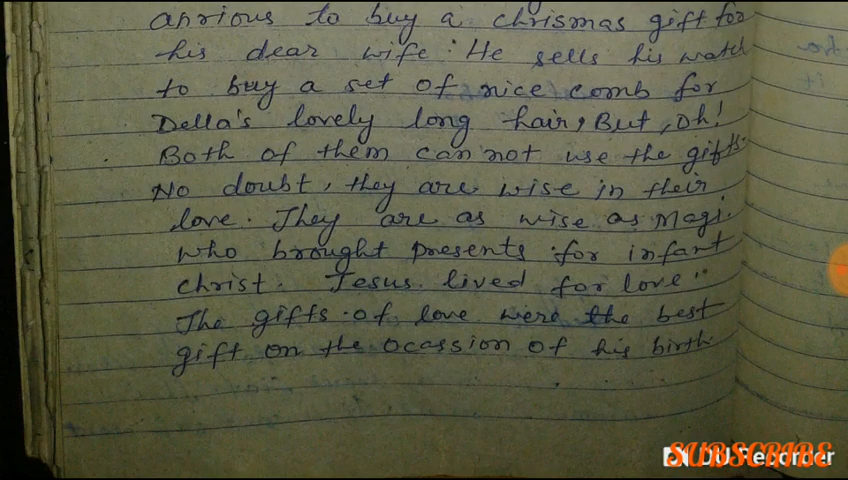 anxious to buy a chrismas gift for
his dear wife. He sells his watch
to buy a set of nice comb for
Della's lovely long hair, But, Oh!
Both of them can not use the gifts.
No doubt, they are wise in their
love. They are as wise as Magi.
who brought presents for infant
christ. Jesus lived for love"
The gifts of love were the best
gift on the ocassion of his birth
SUBSCRIBE
DU Recorder